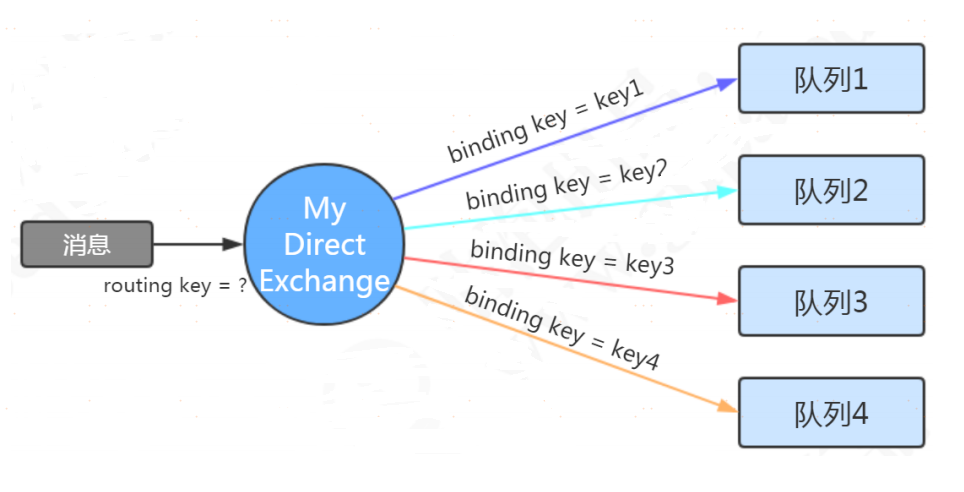 消息
routing key = ?
My
Direct
Exchange
binding key = key1
binding key = key?
binding key = key3
binding key = key4
队列1
队列2
队列3
队列4